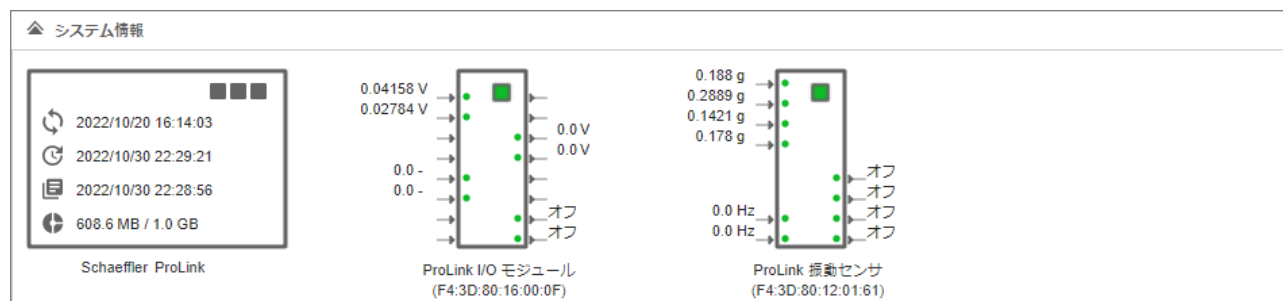 システム情報
2022/10/20 16:14:03
2022/10/30 22:29:21
2022/10/30 22:28:56
608.6 MB / 1.0 GB
Schaeffler ProLink
0.04158 V
0.02784 V
0.0 V
0.0 V
0.0 -
0.0 -
オフ
オフ
ProLink I/O モジュール
(F4:3D:80:16:00:0F)
0.188 g
0.2889 g
0.1421 g
0.178 g
オフ
オフ
0.0 Hz
オフ
0.0 Hz
オフ
ProLink 振動センサ
(F4:3D:80:12:01:61)